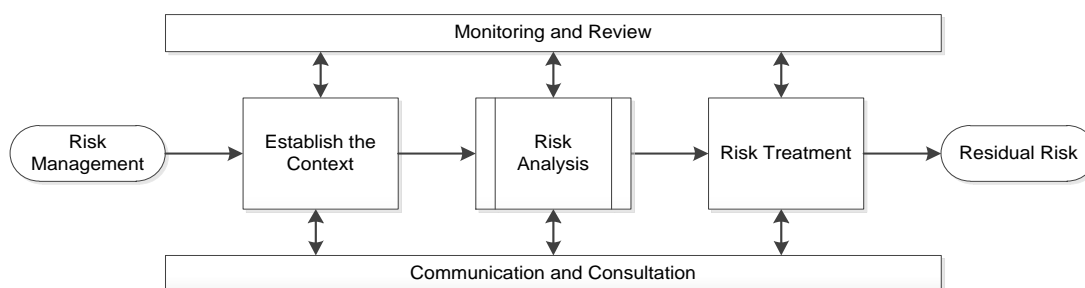 Monitoring and Review
Risk
Management
Establish the
Context
Risk
Analysis
Risk Treatment
Residual Risk
Communication and Consultation